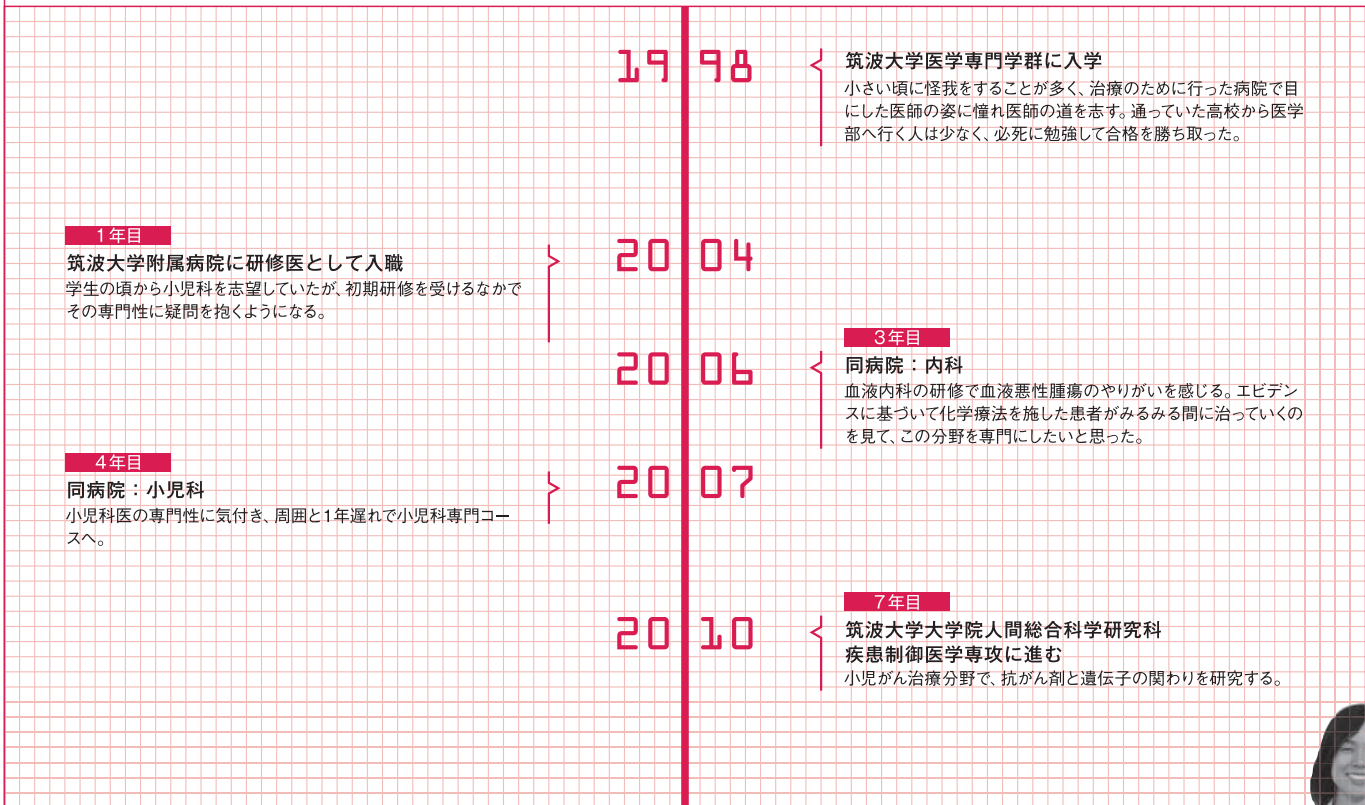 1998
筑波大学医学専門学群に入学
小さい頃に怪我をすることが多く、治療のために行った病院で目
にした医師の姿に憧れ医師の道を志す。通っていた高校から医学
部へ行く人は少なく、必死に勉強して合格を勝ち取った。
1年目
筑波大学附属病院に研修医として入職
学生の頃から小児科を志望していたが、初期研修を受けるなかで
その専門性に疑問を抱くようになる。
2004
3年目
2006
同病院：内科
血液内科の研修で血液悪性腫瘍のやりがいを感じる。エビデン
スに基づいて化学療法を施した患者がみるみる間に治っていくの
を見て、この分野を専門にしたいと思った。
4年目
同病院：小児科
小児科医の専門性に気付き、周囲と1年遅れで小児科専門コー
スへ。
2007
7年目
2010
筑波大学大学院人間総合科学研究科
疾患制御医学専攻に進む
小児がん治療分野で、抗がん剤と遺伝子の関わりを研究する。